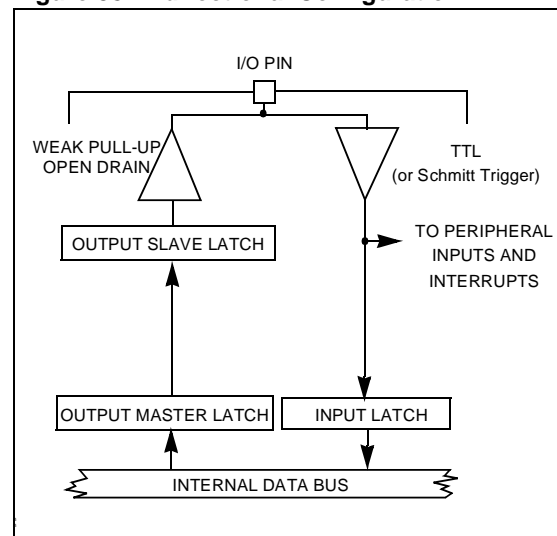 I/O PIN
WEAK PULL-UP
OPEN DRAIN
TTL
(or Schmitt Trigger)
OUTPUT SLAVE LATCH
TO PERIPHERAL
INPUTS AND
INTERRUPTS
OUTPUT MASTER LATCH
INPUT LATCH
INTERNAL DATA BUS